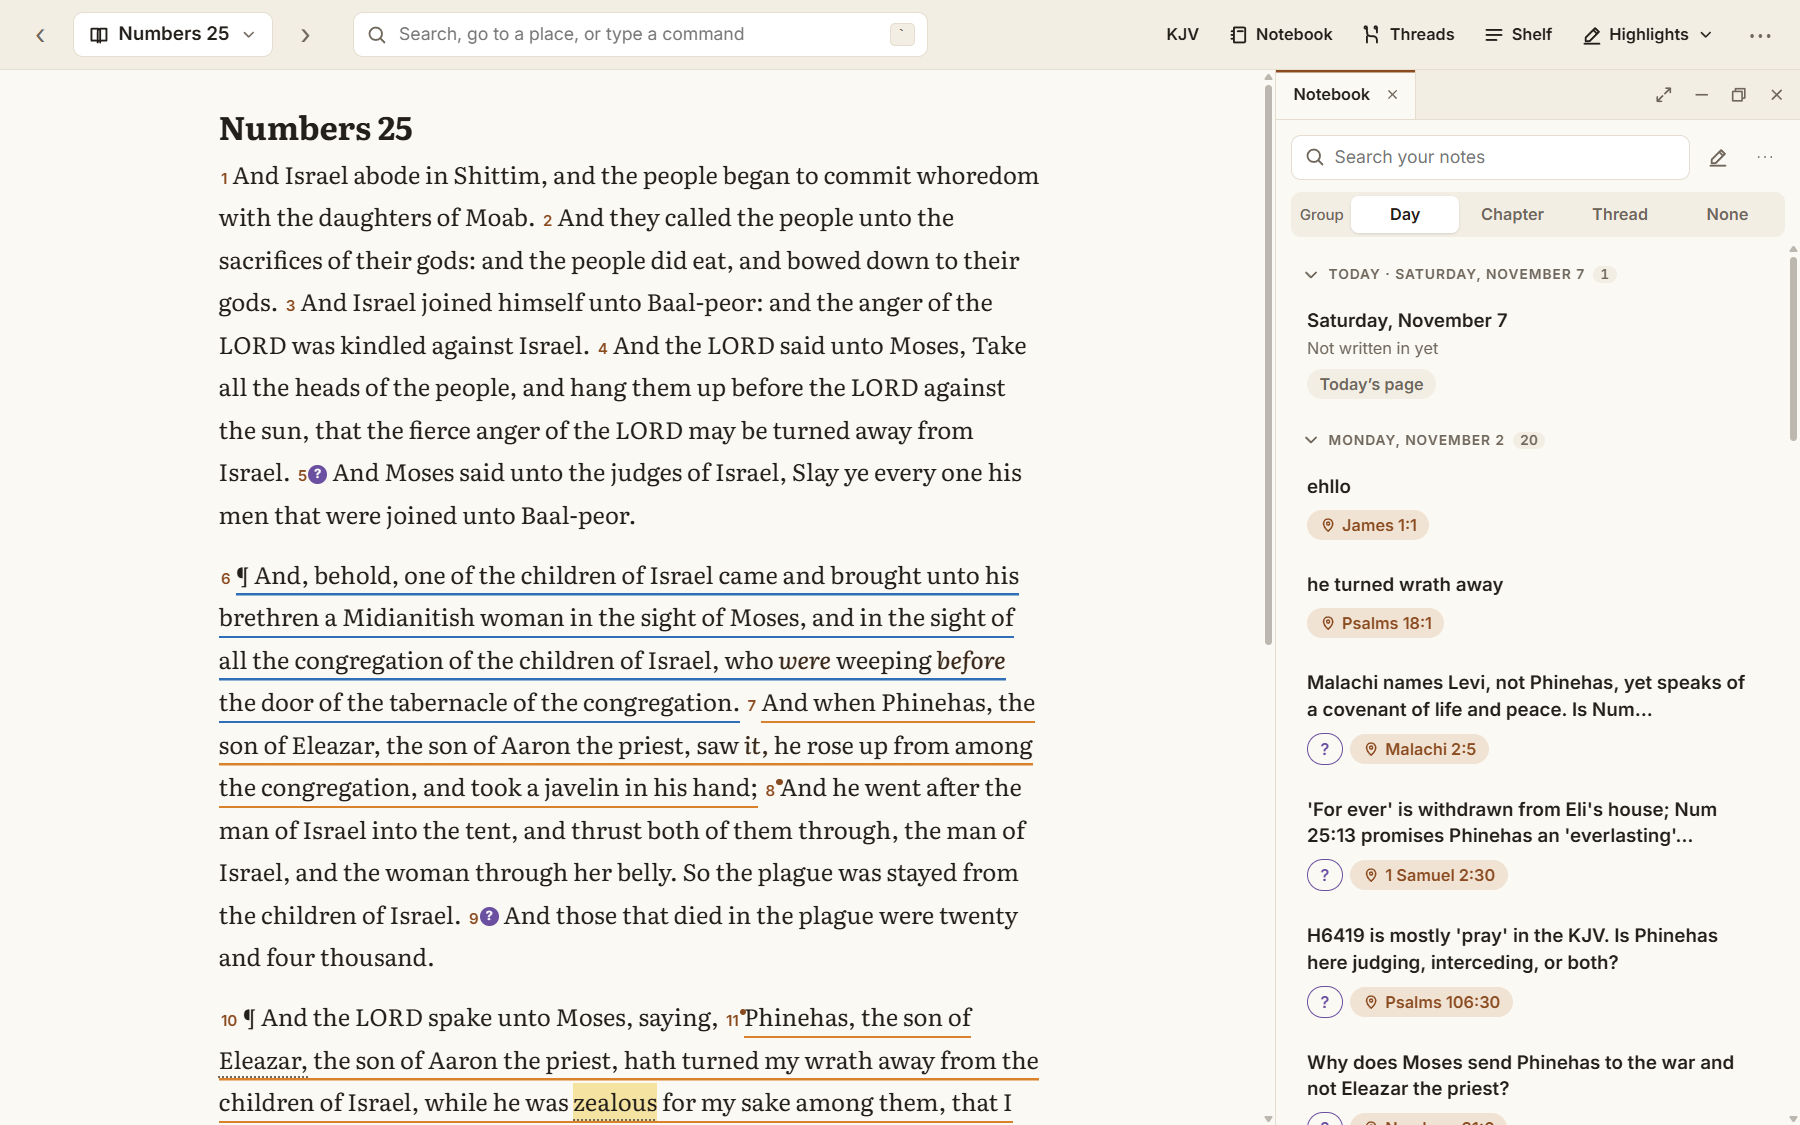 Numbers 25
Search, go to a place, or type a command
`
KJV
Notebook
Threads
Shelf
Highlights
Numbers 25
1 And Israel abode in Shittim, and the people began to commit whoredom
with the daughters of Moab. 2 And they called the people unto the
sacrifices of their gods: and the people did eat, and bowed down to their
gods. 3 And Israel joined himself unto Baal-peor: and the anger of the
LORD was kindled against Israel. 4 And the LORD said unto Moses, Take
all the heads of the people, and hang them up before the LORD against
the sun, that the fierce anger of the LORD may be turned away from
Israel. 5 ? And Moses said unto the judges of Israel, Slay ye every one his
men that were joined unto Baal-peor.
6 ¶ And, behold, one of the children of Israel came and brought unto his
brethren a Midianitish woman in the sight of Moses, and in the sight of
all the congregation of the children of Israel, who were weeping before
the door of the tabernacle of the congregation. 7 And when Phinehas, the
son of Eleazar, the son of Aaron the priest, saw it, he rose up from among
the congregation, and took a javelin in his hand; 8 And he went after the
man of Israel into the tent, and thrust both of them through, the man of
Israel, and the woman through her belly. So the plague was stayed from
the children of Israel. 9 ? And those that died in the plague were twenty
and four thousand.
10 ¶ And the LORD spake unto Moses, saying, 11 Phinehas, the son of
Eleazar, the son of Aaron the priest, hath turned my wrath away from the
children of Israel, while he was zealous for my sake among them, that I
Notebook
Search your notes
Group Day Chapter Thread None
TODAY · SATURDAY, NOVEMBER 7 1
Saturday, November 7
Not written in yet
Today's page
MONDAY, NOVEMBER 2 20
ehllo
James 1:1
he turned wrath away
Psalms 18:1
Malachi names Levi, not Phinehas, yet speaks of
a covenant of life and peace. Is Num...
? Malachi 2:5
'For ever' is withdrawn from Eli's house; Num
25:13 promises Phinehas an 'everlasting'...
? 1 Samuel 2:30
H6419 is mostly 'pray' in the KJV. Is Phinehas
here judging, interceding, or both?
? Psalms 106:30
Why does Moses send Phinehas to the war and
not Eleazar the priest?